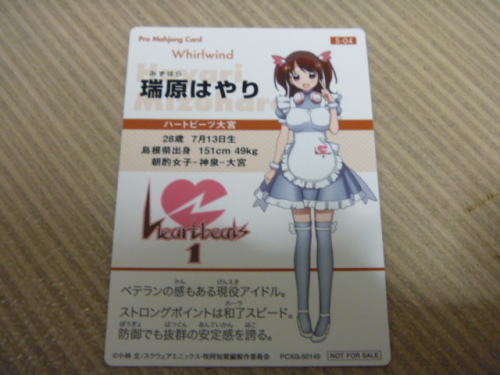 Pro Mahjong Card
S-04
Whirlwind
Hayari
Mizuhara
みずはら
瑞原はやり
ハートビーツ大宮
28歳 7月13日生
島根県出身 151cm 49kg
朝酌女子-神泉-大宮
Heartbeats
1
かん げんえき
ベテランの感もある現役アイドル。
ホーラ
ストロングポイントは和了スピード。
ぼうぎょ ばつぐん あんていかん ほこ
防御でも抜群の安定感を誇る。
©小林 立/スクウェアエニックス・咲阿知賀編製作委員会
PCXG-50145
NOT FOR SALE